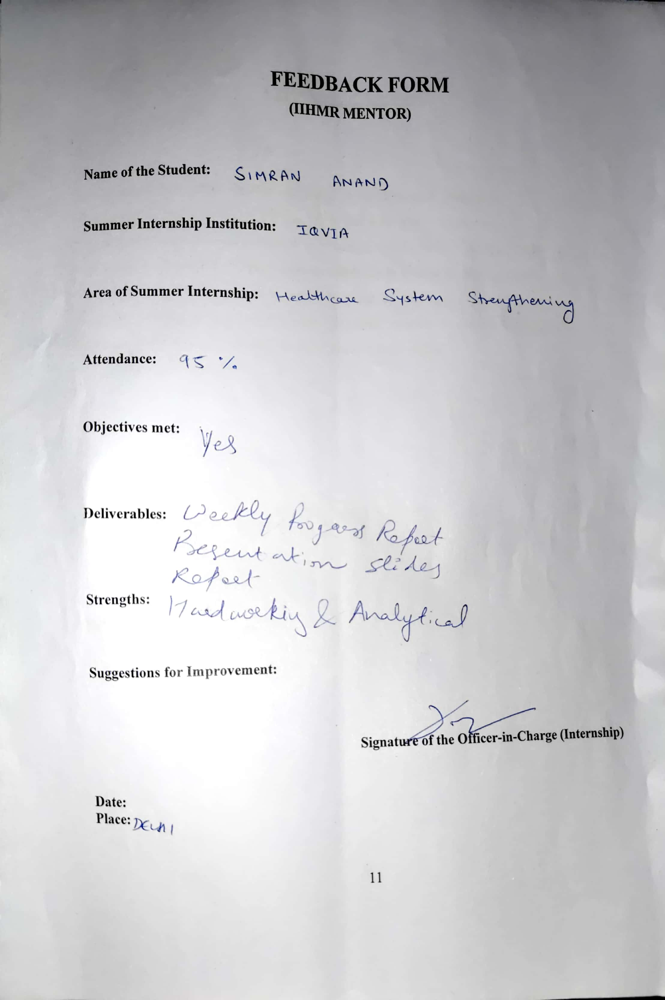 FEEDBACK FORM
(IIHMR MENTOR)
Name of the Student: SIMRAN ANAND
Summer Internship Institution: IQVIA
Area of Summer Internship: Healthcare System Strengthening
Attendance: 95 %
Objectives met: Yes
Deliverables: Weekly Progress Report
Presentation slides
Report
Strengths: Hardworking & Analytical
Suggestions for Improvement:
Signature of the Officer-in-Charge (Internship)
Date:
Place: DELHI
11